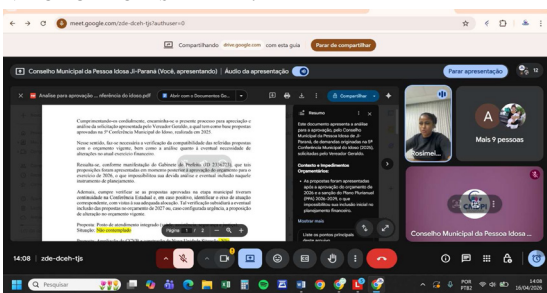 meet.google.com/zde-dceh-tjs?authuser=0
Compartilhando drive.google.com com esta guia
Parar de compartilhar
Conselho Municipal da Pessoa Idosa Ji-Paraná (Você, apresentando) | Áudio da apresentação
Parar apresentação
12
Análise para aprovação ... nferência do idoso.pdf
Abrir com o Documentos Go...
Compartilhar
Comprimentando-os cordialmente, encaminha-se o presente processo para apreciação e
análise da solicitação apresentada pelo Vereador Geraldo, a qual tem como base propostas
aprovadas na 5ª Conferência Municipal do Idoso, realizada em 2025.
Nesse sentido, faz-se necessária a verificação da compatibilidade das referidas propostas
com o orçamento vigente, bem como a análise quanto à eventual necessidade de
alterações no atual exercício financeiro.
Ressalta-se, conforme manifestação do Gabinete do Prefeito que tais
proposições foram apresentadas em momento posterior à aprovação do orçamento para o
exercício de 2026, o que impossibilitou sua devida análise e eventual inclusão naquele
instrumento de planejamento.
Ademais, cumpre verificar se as propostas aprovadas na etapa municipal tiveram
continuidade na Conferência Estadual e, em caso positivo, identificar o eixo de atuação
correspondente, com vistas à sua adequada alocação. Tal verificação subsidiará a eventual
inclusão das propostas no orçamento de 2027 ou, caso configurada urgência, a proposição
de alteração no orçamento vigente.
Proposta: Ponto de atendimento integrado
Situação: Não contemplado
Página 1 / 2
Resumo
Este documento apresenta a análise
para a aprovação, pelo Conselho
Municipal da Pessoa Idosa de Ji-
Paraná, de demandas originadas na 5ª
Conferência Municipal do Idoso (2025),
solicitadas pelo Vereador Geraldo.
Contexto e Impedimentos
Orçamentários:
As propostas foram apresentadas
após a aprovação do orçamento de
2026 e a sanção do Plano Plurianual
(PPA) 2026-2029, o que
impossibilitou sua inclusão inicial no
planejamento financeiro.
Mostrar mais
Liste os pontos principais
Rosimei...
A
Mais 9 pessoas
Conselho Municipal da Pessoa ...
14:08 | zde-dceh-tjs
Pesquisar
POR
PTB2
14:08
16/04/2026